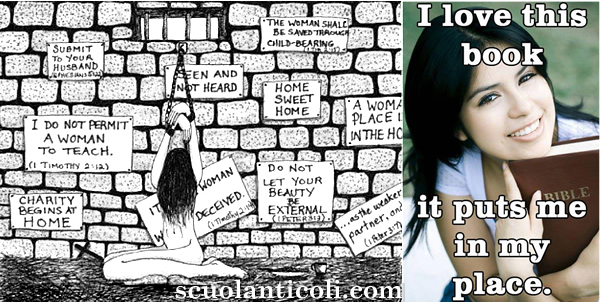 SUBMIT
TO YOUR
HUSBAND.
THE WOMAN SHALL
BE SAVED THROUGH
CHILD-BEARING.
SEEN AND
NOT HEARD
HOME
SWEET
HOME
A WOMA
PLACE I
IN THE HO
I DO NOT PERMIT
A WOMAN
TO TEACH.
(1 TIMOTHY 2:12)
WOMAN
DECEIVED.
DO NOT
LET YOUR
BEAUTY
BE
EXTERNAL.
(1 PETER 3:3)
CHARITY
BEGINS AT
HOME
...as the weaker
partner, and
scuolanticoli.com
I love this
book
BIBLE
it puts me
in my
place.